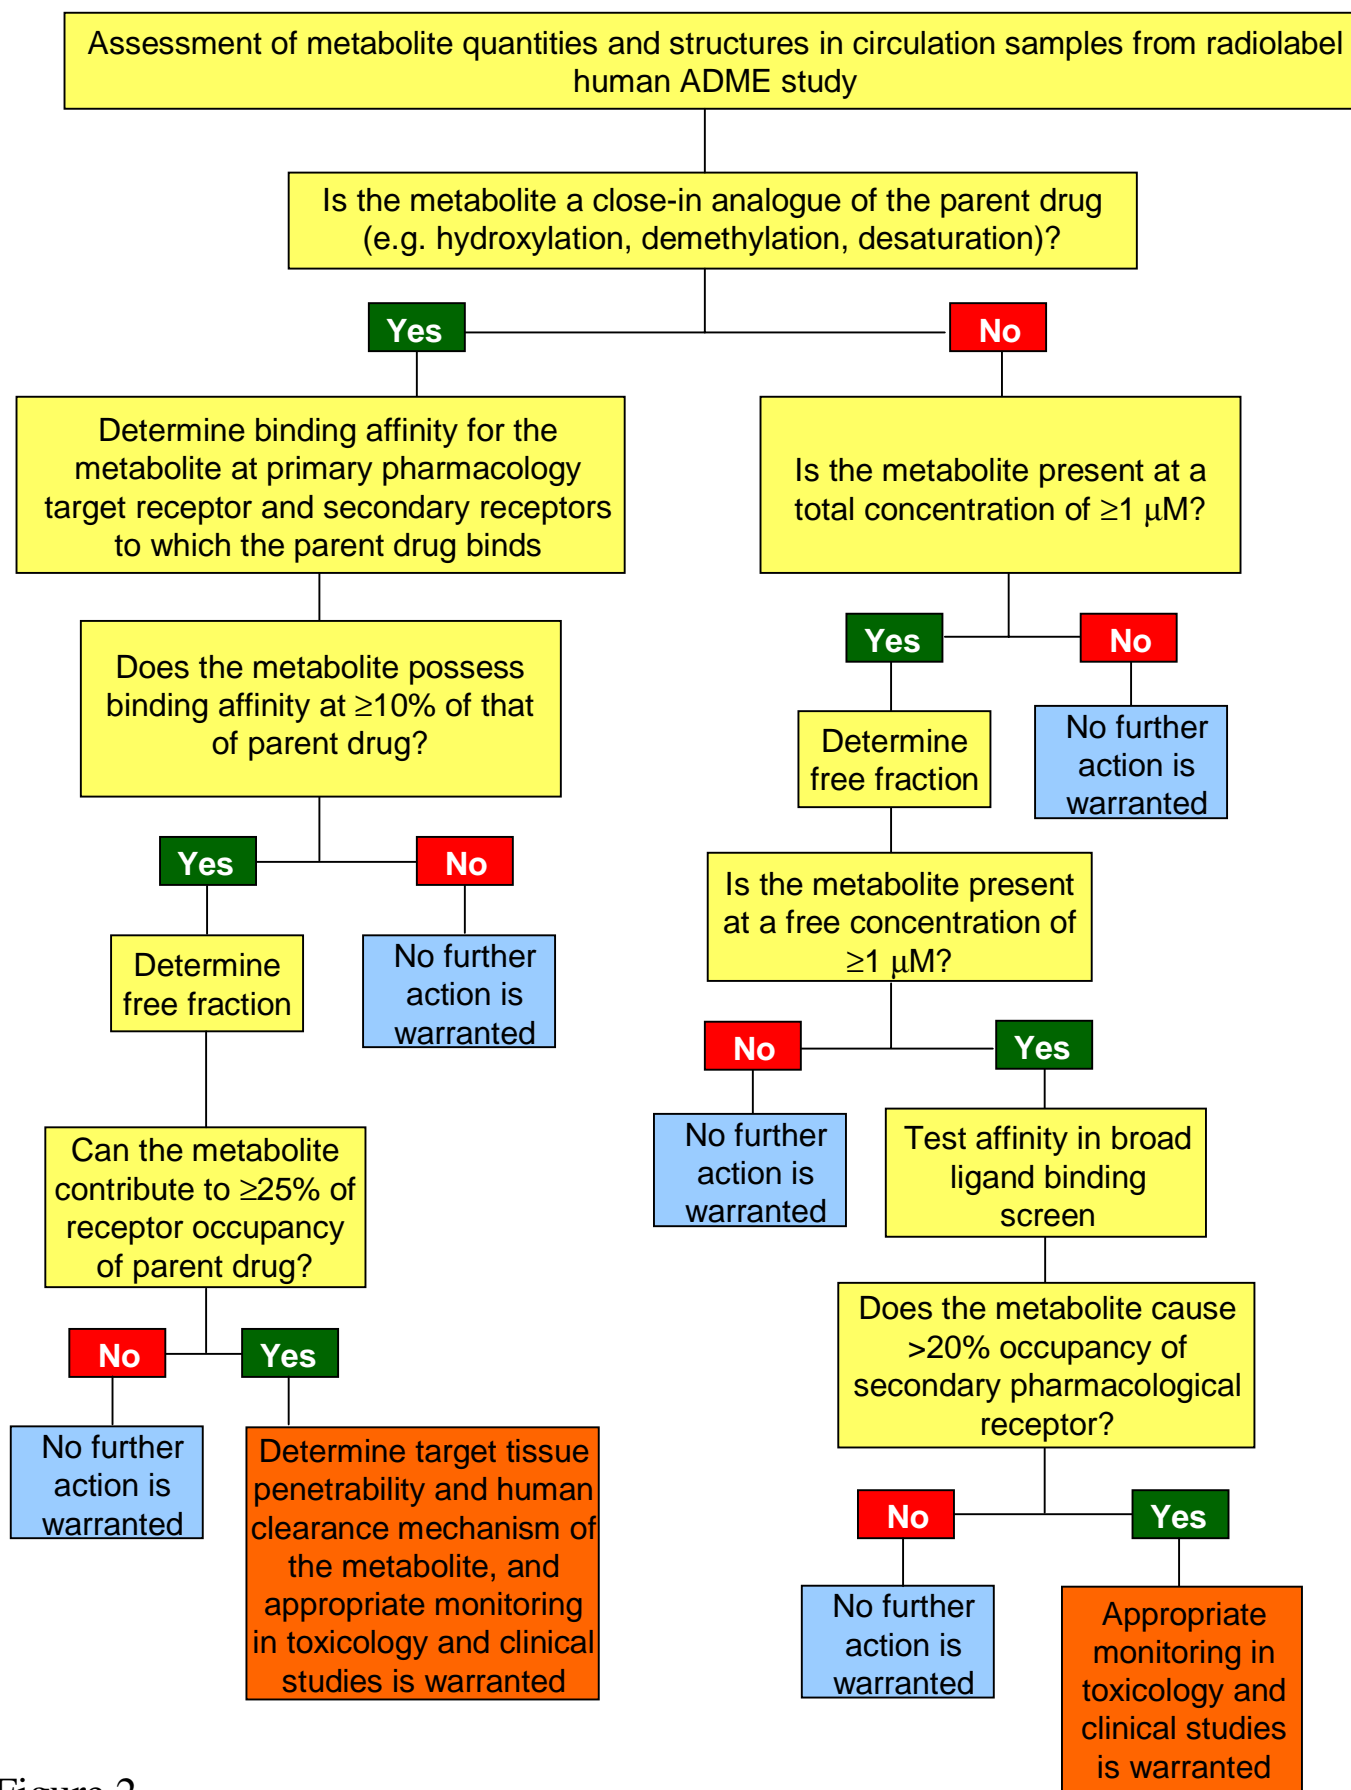 Assessment of metabolite quantities and structures in circulation samples from radiolabel
human ADME study
Is the metabolite a close-in analogue of the parent drug
(e.g. hydroxylation, demethylation, desaturation)?
Yes
No
Determine binding affinity for the
metabolite at primary pharmacology
target receptor and secondary receptors
to which the parent drug binds
Is the metabolite present at a
total concentration of ≥1 μM?
Does the metabolite possess
binding affinity at ≥10% of that
of parent drug?
Yes
No
Determine
free fraction
No further
action is
warranted
Yes
No
Is the metabolite present
at a free concentration of
≥1 μM?
Determine
free fraction
No further
action is
warranted
No
Yes
Can the metabolite
contribute to ≥25% of
receptor occupancy
of parent drug?
No further
action is
warranted
Test affinity in broad
ligand binding
screen
Does the metabolite cause
>20% occupancy of
secondary pharmacological
receptor?
No
Yes
No further
action is
warranted
Determine target tissue
penetrability and human
clearance mechanism of
the metabolite, and
appropriate monitoring
in toxicology and clinical
studies is warranted
No
Yes
No further
action is
warranted
Appropriate
monitoring in
toxicology and
clinical studies
is warranted
Figure 2